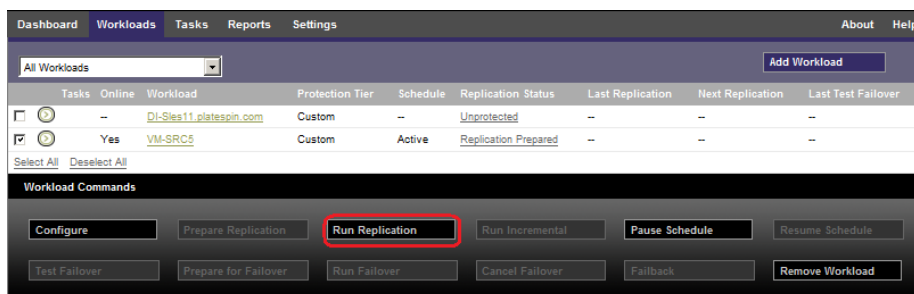 Dashboard Workloads Tasks Reports Settings About Help
All Workloads Add Workload
Tasks Online Workload Protection Tier Schedule Replication Status Last Replication Next Replication Last Test Failover
-- DI-Sles11.platespin.com Custom -- Unprotected -- -- --
Yes VM-SRC5 Custom Active Replication Prepared -- -- --
Select All Deselect All
Workload Commands
Configure Prepare Replication Run Replication Run Incremental Pause Schedule Resume Schedule
Test Failover Prepare for Failover Run Failover Cancel Failover Failback Remove Workload